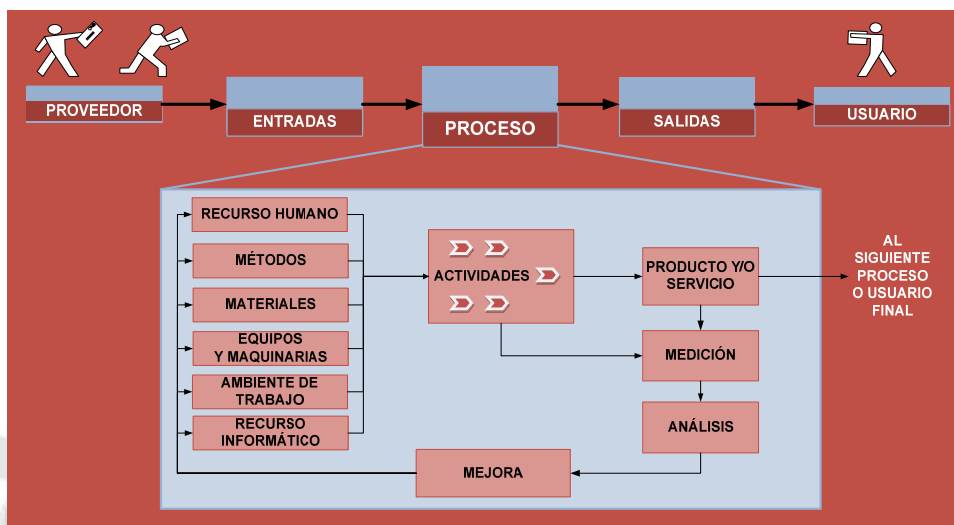 PROVEEDOR
ENTRADAS
PROCESO
SALIDAS
USUARIO
RECURSO HUMANO
MÉTODOS
MATERIALES
EQUIPOS
Y MAQUINARIAS
AMBIENTE DE
TRABAJO
RECURSO
INFORMÁTICO
ACTIVIDADES
PRODUCTO Y/O
SERVICIO
MEDICIÓN
ANÁLISIS
MEJORA
AL
SIGUIENTE
PROCESO
O USUARIO
FINAL